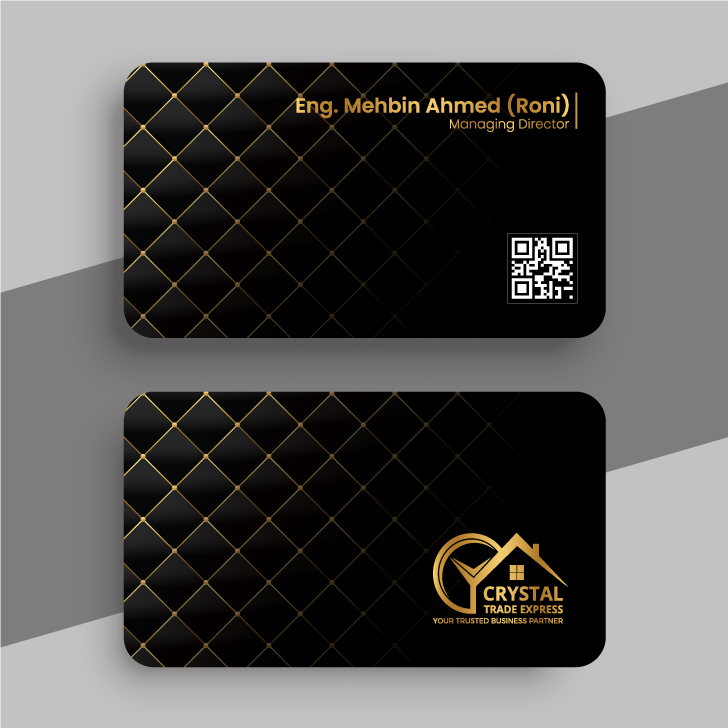 Eng. Mehbin Ahmed (Roni)
Managing Director
CRYSTAL
TRADE EXPRESS
YOUR TRUSTED BUSINESS PARTNER